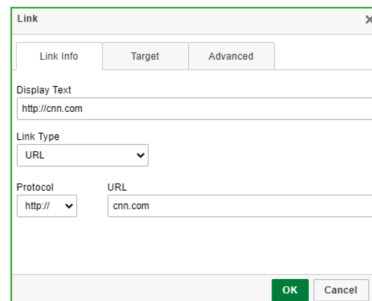 Link
Link Info Target Advanced
Display Text
http://cnn.com
Link Type
URL
Protocol URL
http:// cnn.com
OK Cancel